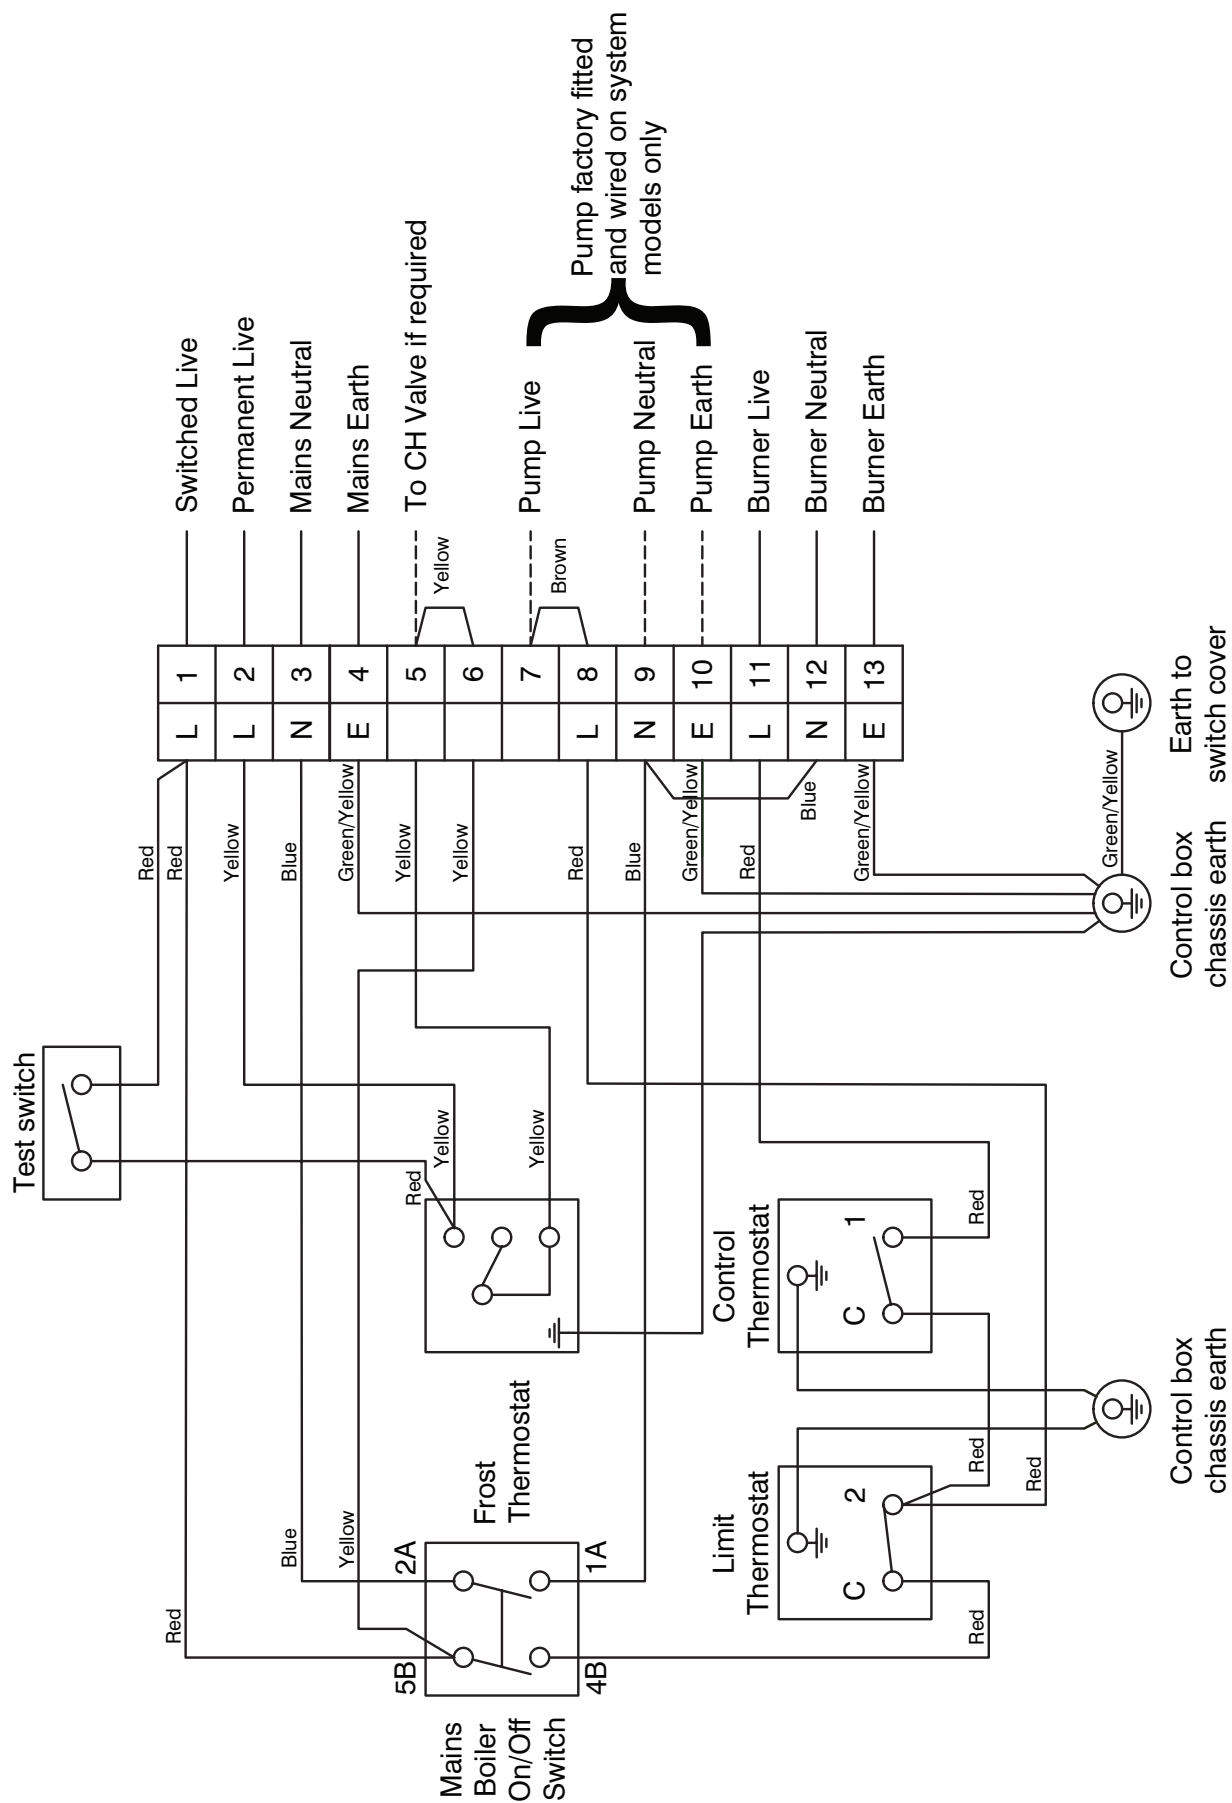 Test switch
Red
Red
Yellow
Blue
Green/Yellow
Yellow
Yellow
Red
Blue
Green/Yellow
Red
Blue
Green/Yellow
Green/Yellow
L 1
L 2
N 3
E 4
5
6
7
L 8
N 9
E 10
L 11
N 12
E 13
Switched Live
Permanent Live
Mains Neutral
Mains Earth
To CH Valve if required
Yellow
Pump Live
Brown
Pump Neutral
Pump Earth
Burner Live
Burner Neutral
Burner Earth
Pump factory fitted
and wired on system
models only
Red
Yellow
Yellow
Frost
Thermostat
Red
Blue
Yellow
5B
2A
4B
1A
Mains
Boiler
On/Off
Switch
Limit
Thermostat
C
2
Red
Red
Red
Control
Thermostat
C
1
Red
Control box
chassis earth
Control box
chassis earth
Earth to
switch cover